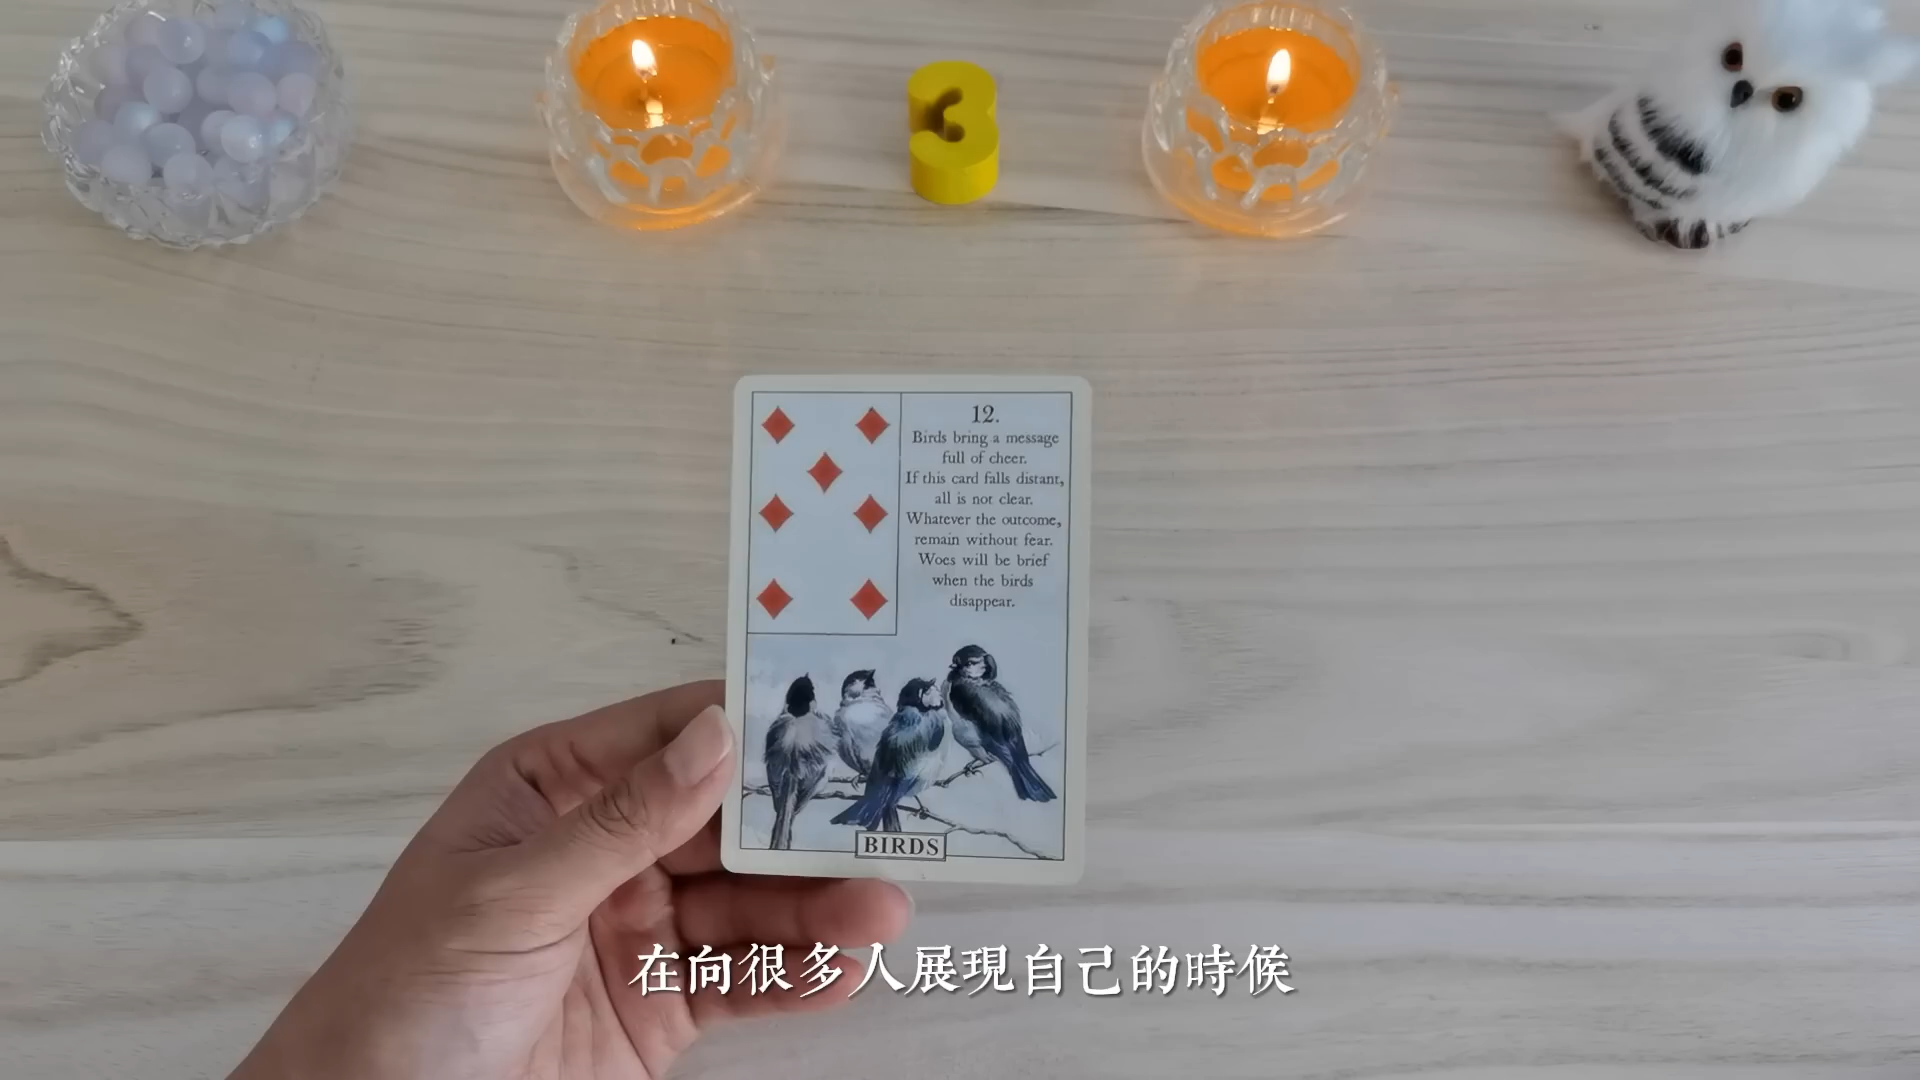 3
12.
Birds bring a message
full of cheer.
If this card falls distant,
all is not clear.
Whatever the outcome,
remain without fear.
Woes will be brief
when the birds
disappear.
BIRDS
在向很多人展現自己的時候